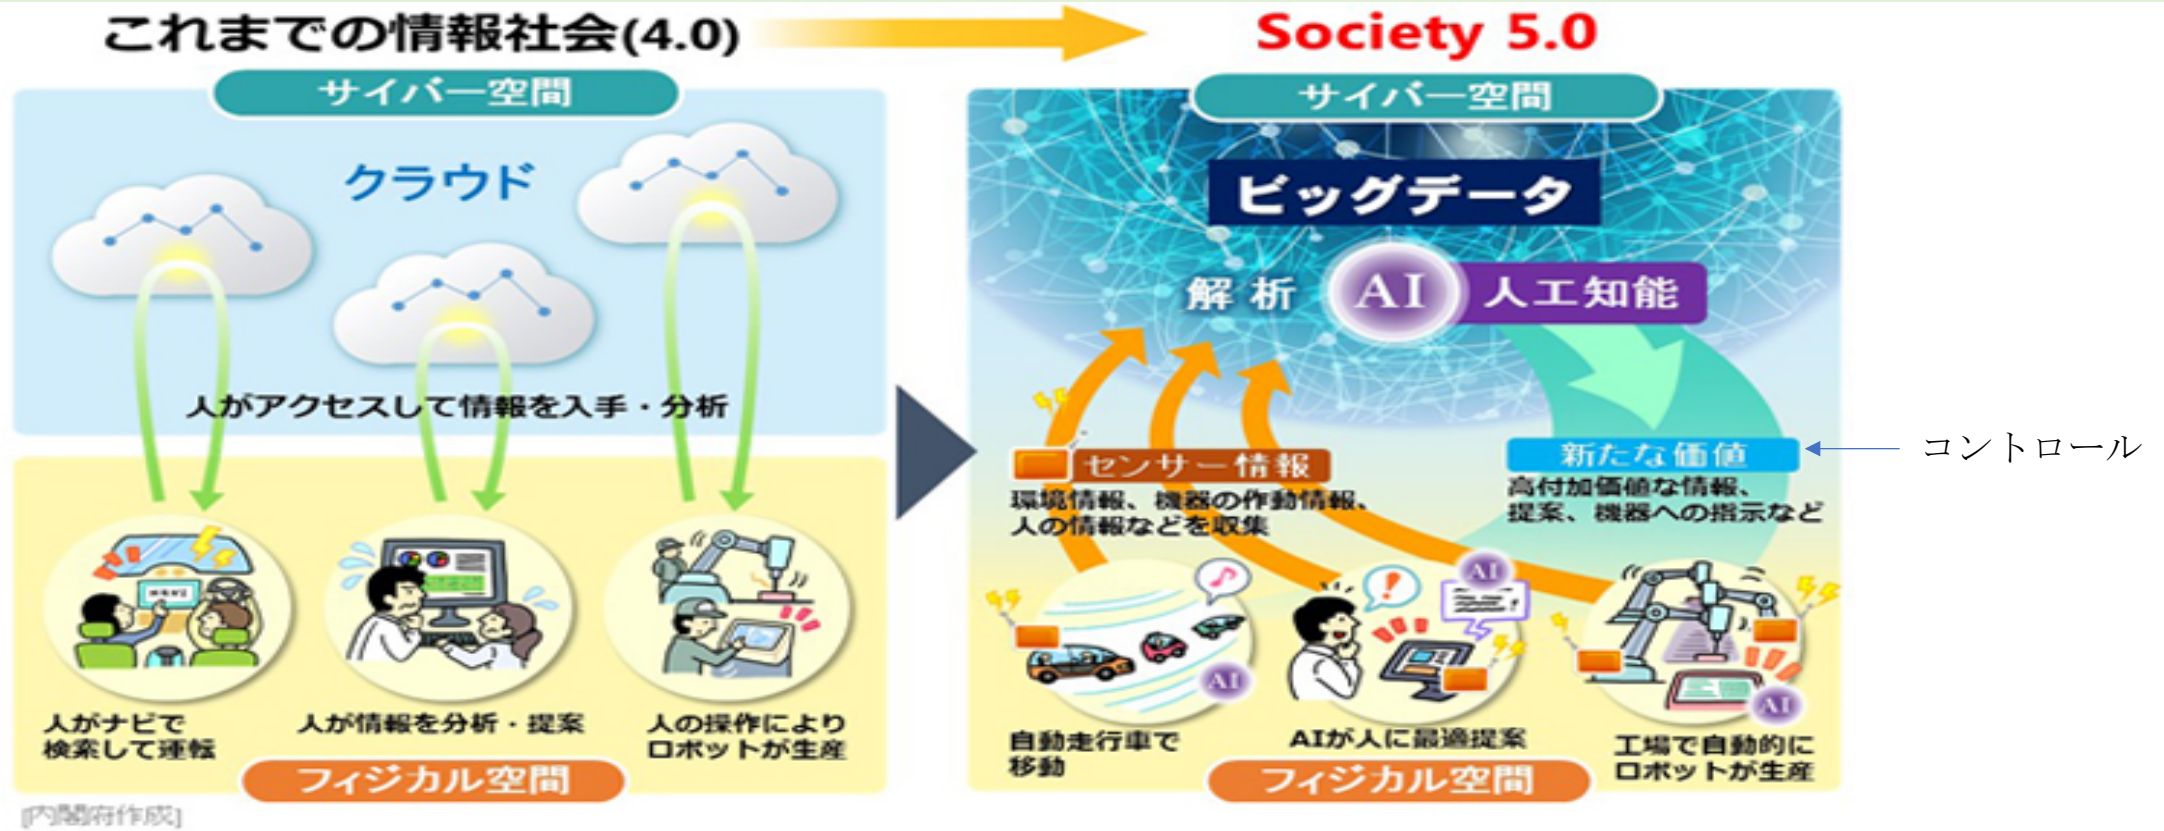 これまでの情報社会(4.0)
サイバー空間
クラウド
人がアクセスして情報を入手・分析
人がナビで
検索して運転
人が情報を分析・提案
人の操作により
ロボットが生産
フィジカル空間
[内閣府作成]
Society 5.0
サイバー空間
ビッグデータ
解析 AI 人工知能
センサー情報
環境情報、機器の作動情報、
人の情報などを収集
新たな価値
高付加価値な情報、
提案、機器への指示など
コントロール
AI
AI
AI
自動走行車で
移動
AIが人に最適提案
工場で自動的に
ロボットが生産
フィジカル空間